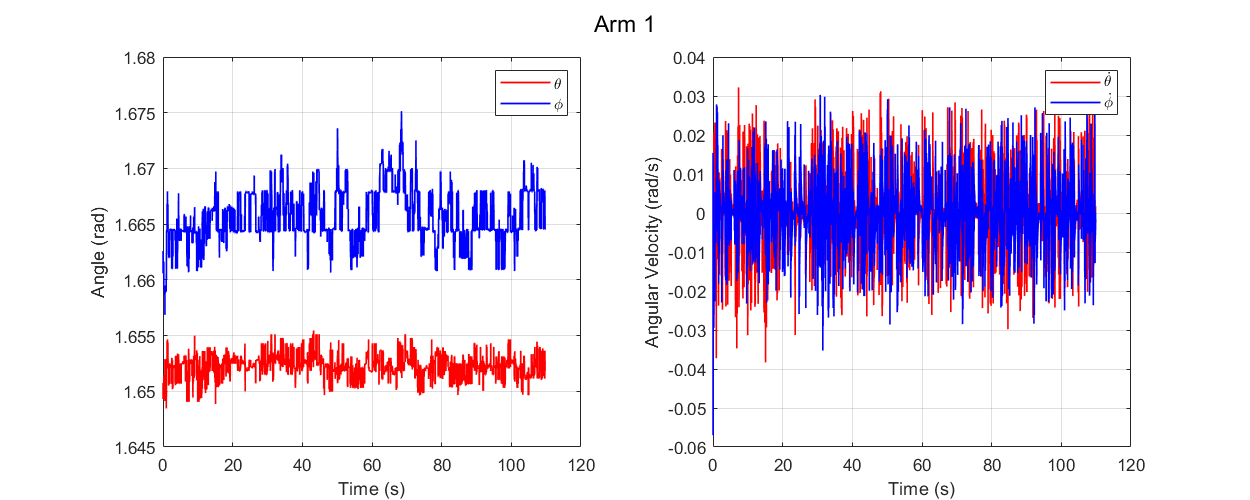 Arm 1
1.68
1.675
1.67
1.665
1.66
1.655
1.65
1.645
Angle (rad)
0 20 40 60 80 100 120
Time (s)
θ
ϕ
0.04
0.03
0.02
0.01
0
-0.01
-0.02
-0.03
-0.04
-0.05
-0.06
Angular Velocity (rad/s)
0 20 40 60 80 100 120
Time (s)
θ̇
ϕ̇